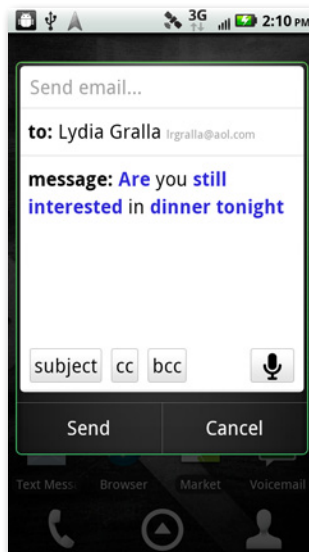 3G 2:10 PM
Send email...
to: Lydia Gralla lrgralla@aol.com
message: Are you still
interested in dinner tonight
subject cc bcc
Send Cancel
Text Mess Browser Market Voicemail